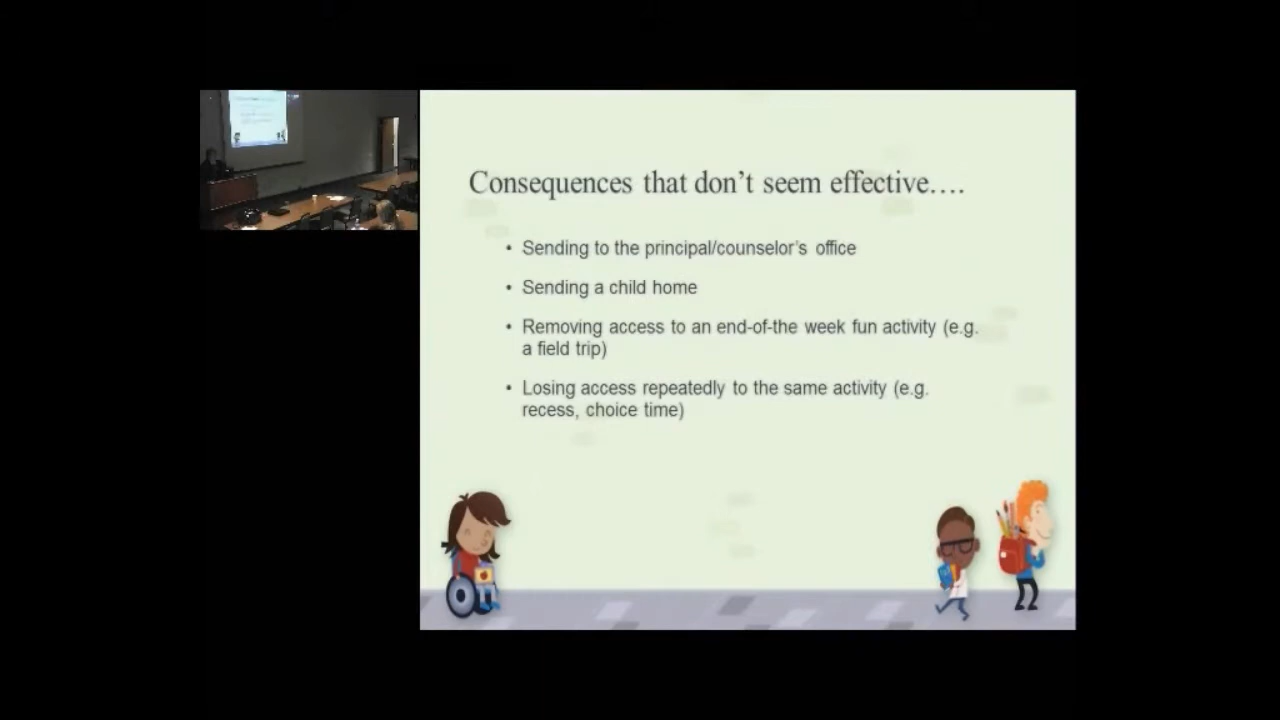 Consequences that don't seem effective....
• Sending to the principal/counselor's office
• Sending a child home
• Removing access to an end-of-the week fun activity (e.g.
a field trip)
• Losing access repeatedly to the same activity (e.g.
recess, choice time)